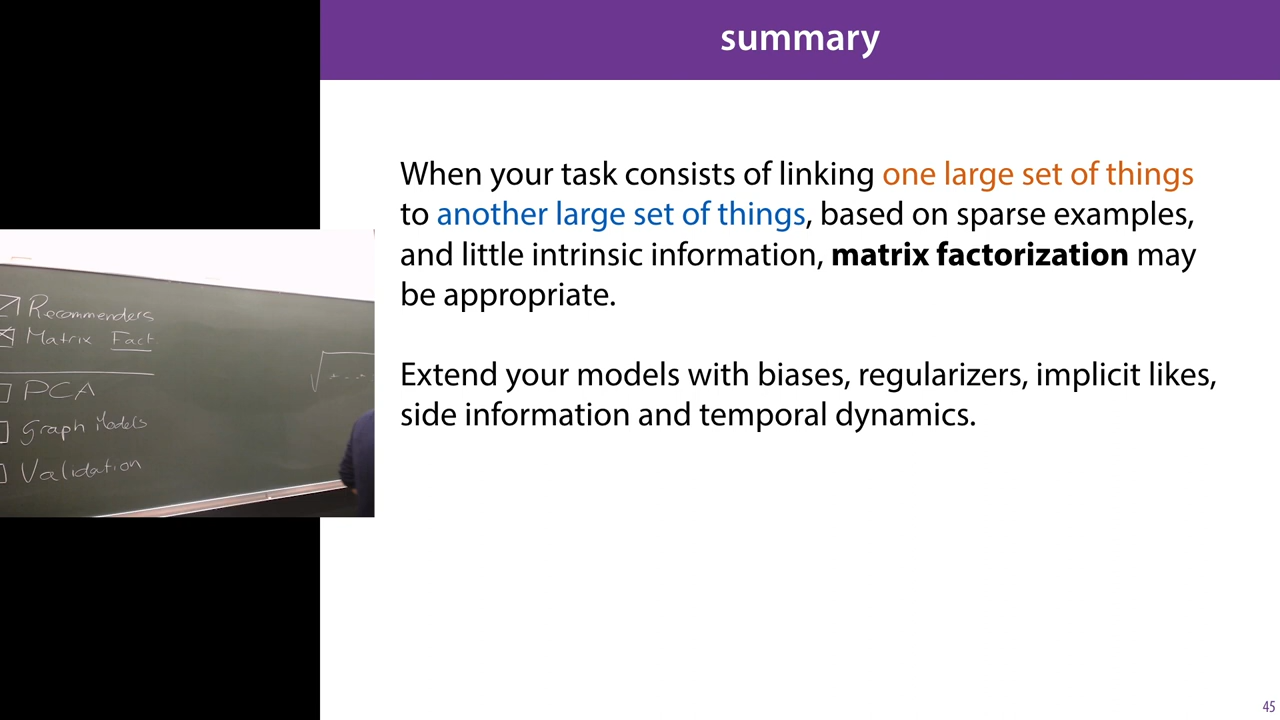 summary
When your task consists of linking one large set of things
to another large set of things, based on sparse examples,
and little intrinsic information, matrix factorization may
be appropriate.
Extend your models with biases, regularizers, implicit likes,
side information and temporal dynamics.
Recommenders
Matrix Fact.
PCA
Graph Models
Validation
45